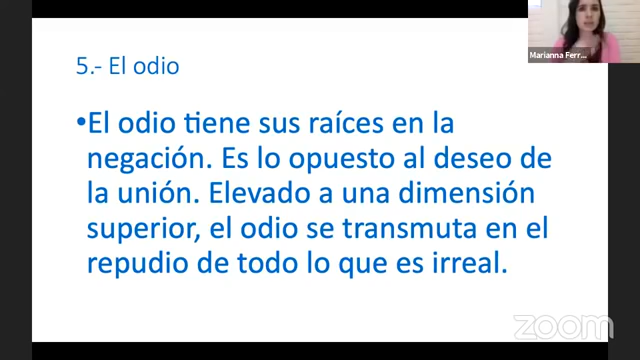 5.- El odio
Marianna Ferr...
•El odio tiene sus raíces en la
negación. Es lo opuesto al deseo de
la unión. Elevado a una dimensión
superior, el odio se transmuta en el
repudio de todo lo que es irreal.
zoom